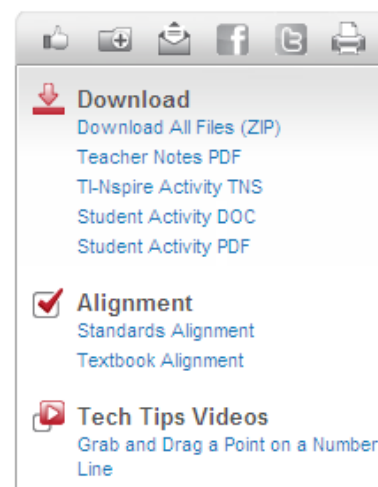 Download
Download All Files (ZIP)
Teacher Notes PDF
TI-Nspire Activity TNS
Student Activity DOC
Student Activity PDF
Alignment
Standards Alignment
Textbook Alignment
Tech Tips Videos
Grab and Drag a Point on a Number
Line